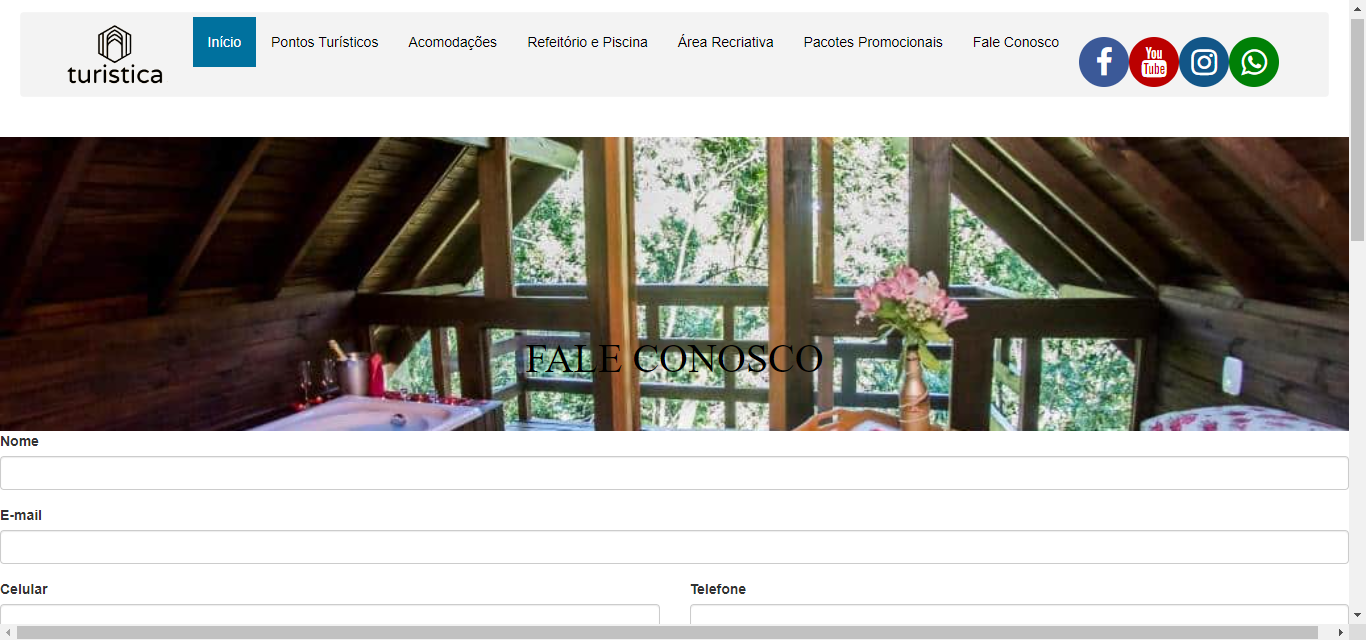 turistica
Início Pontos Turísticos Acomodações Refeitório e Piscina Área Recriativa Pacotes Promocionais Fale Conosco
You
Tube
FALE CONOSCO
Nome
E-mail
Celular Telefone